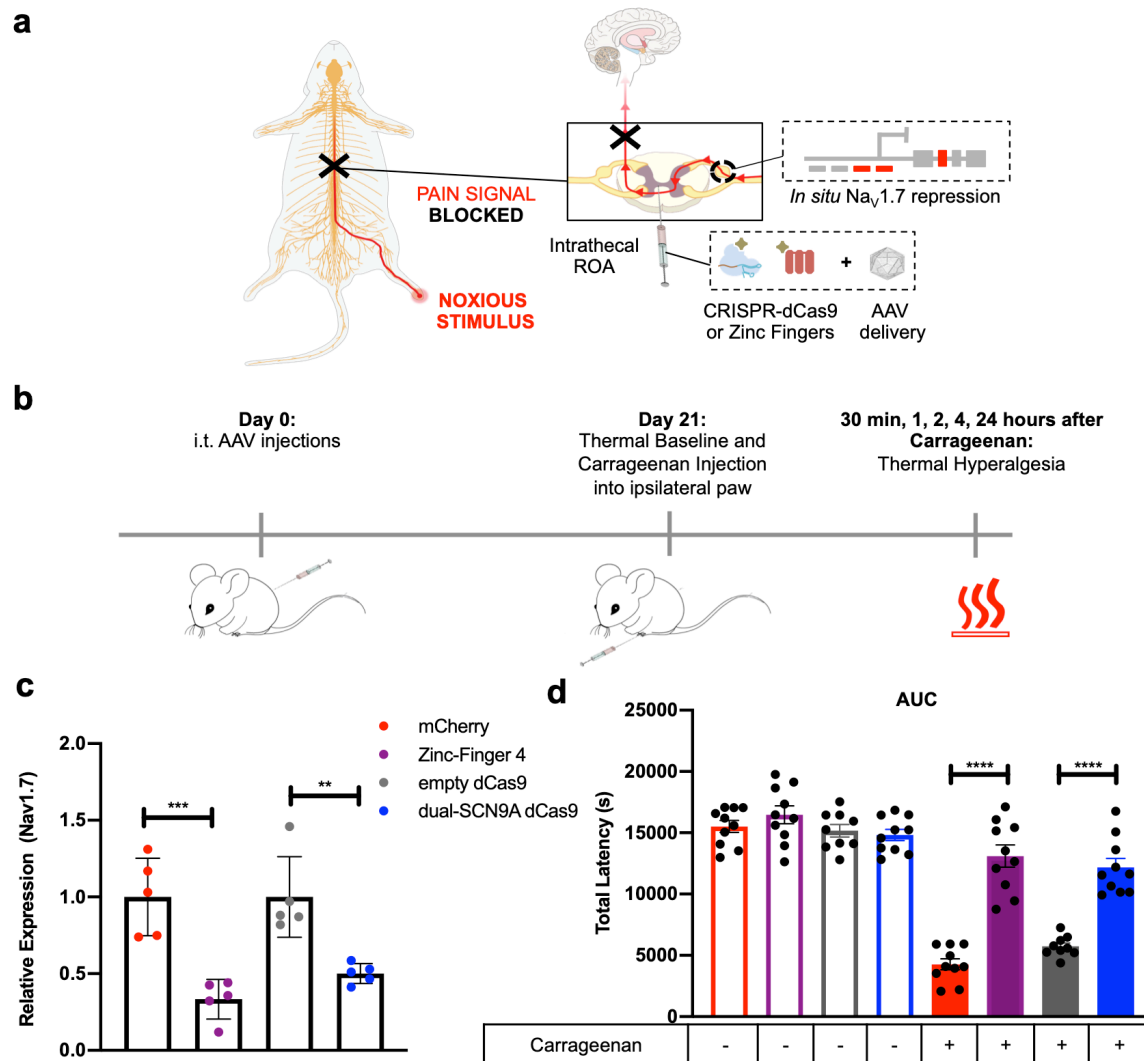 a
PAIN SIGNAL
BLOCKED
NOXIOUS
STIMULUS
Intrathecal
ROA
In situ NaV1.7 repression
+
CRISPR-dCas9
or Zinc Fingers
AAV
delivery
b
Day 0:
i.t. AAV injections
Day 21:
Thermal Baseline and
Carrageenan Injection
into ipsilateral paw
30 min, 1, 2, 4, 24 hours after
Carrageenan:
Thermal Hyperalgesia
c
Relative Expression (Nav1.7)
2.0
1.5
1.0
0.5
0.0
***
**
mCherry
Zinc-Finger 4
empty dCas9
dual-SCN9A dCas9
d
AUC
Total Latency (s)
25000
20000
15000
10000
5000
0
****
****
Carrageenan - - - - + + + +